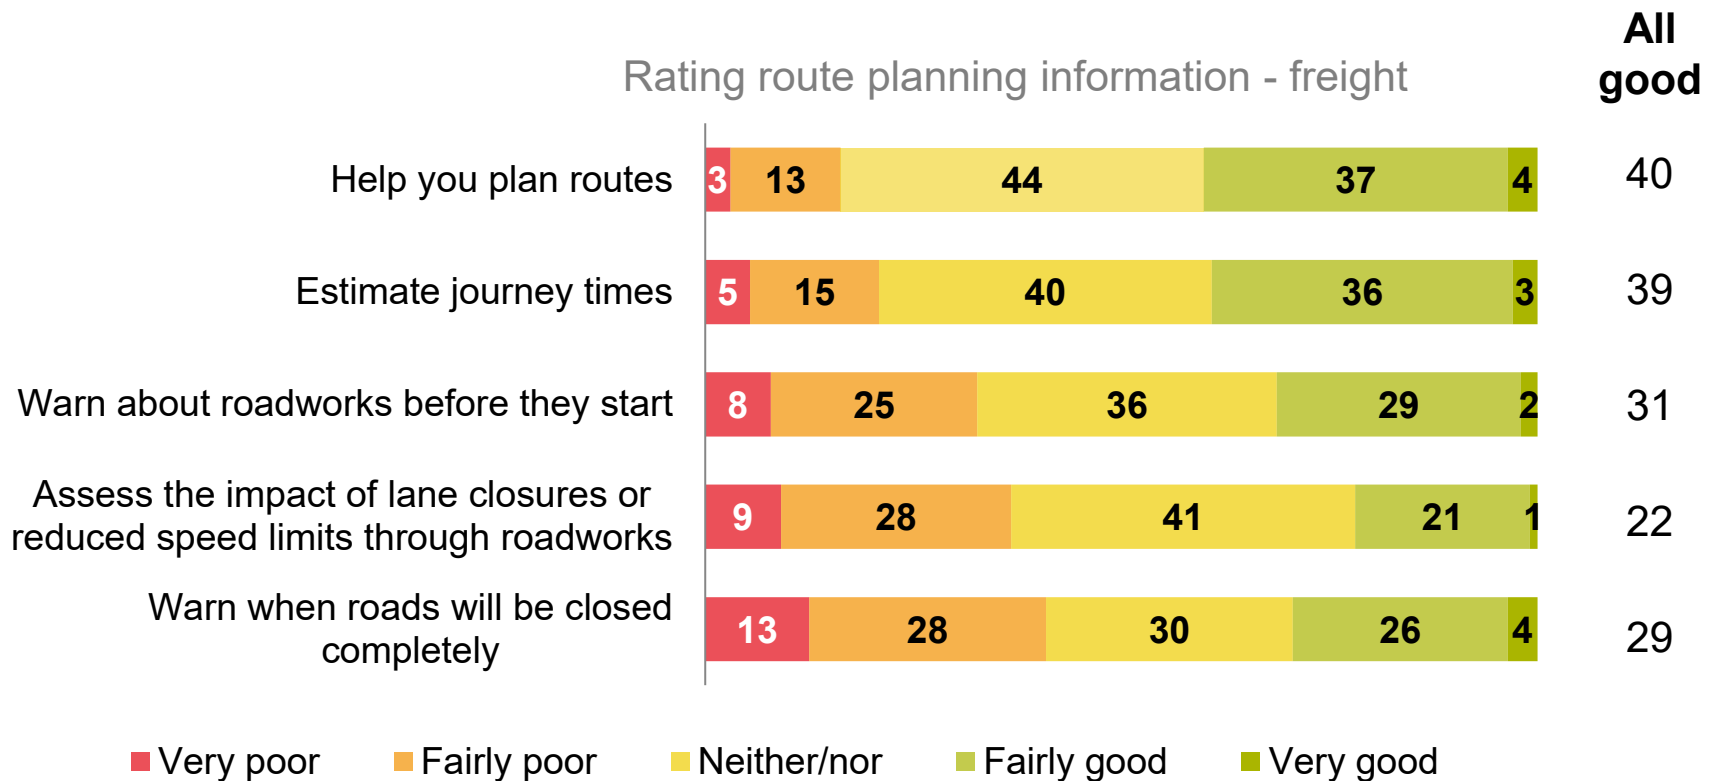 All
good
Rating route planning information - freight
Help you plan routes 3 13 44 37 4 40
Estimate journey times 5 15 40 36 3 39
Warn about roadworks before they start 8 25 36 29 2 31
Assess the impact of lane closures or
reduced speed limits through roadworks 9 28 41 21 1 22
Warn when roads will be closed
completely 13 28 30 26 4 29
Very poor Fairly poor Neither/nor Fairly good Very good